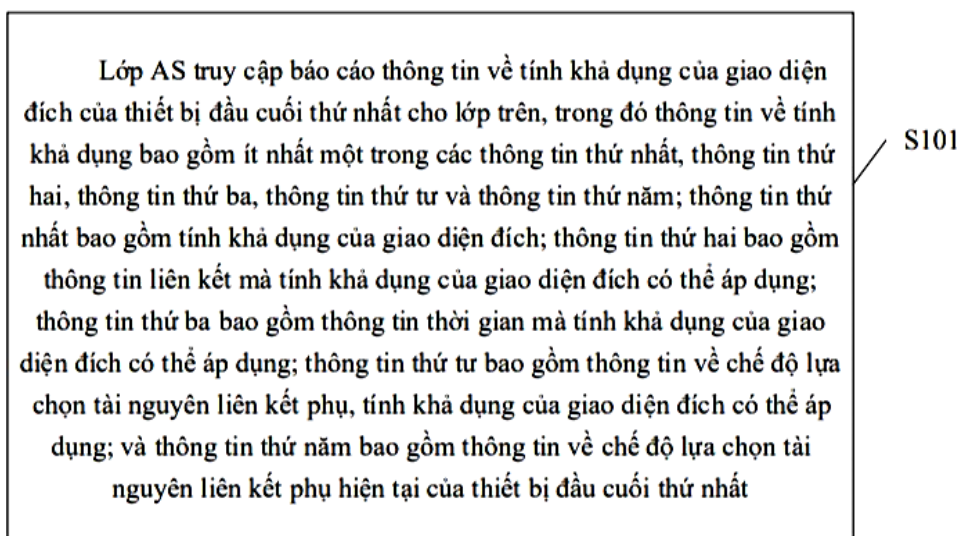 Lớp AS truy cập báo cáo thông tin về tính khả dụng của giao diện
đích của thiết bị đầu cuối thứ nhất cho lớp trên, trong đó thông tin về tính
khả dụng bao gồm ít nhất một trong các thông tin thứ nhất, thông tin thứ
hai, thông tin thứ ba, thông tin thứ tư và thông tin thứ năm; thông tin thứ
nhất bao gồm tính khả dụng của giao diện đích; thông tin thứ hai bao gồm
thông tin liên kết mà tính khả dụng của giao diện đích có thể áp dụng;
thông tin thứ ba bao gồm thông tin thời gian mà tính khả dụng của giao
diện đích có thể áp dụng; thông tin thứ tư bao gồm thông tin về chế độ lựa
chọn tài nguyên liên kết phụ, tính khả dụng của giao diện đích có thể áp
dụng; và thông tin thứ năm bao gồm thông tin về chế độ lựa chọn tài
nguyên liên kết phụ hiện tại của thiết bị đầu cuối thứ nhất
S101